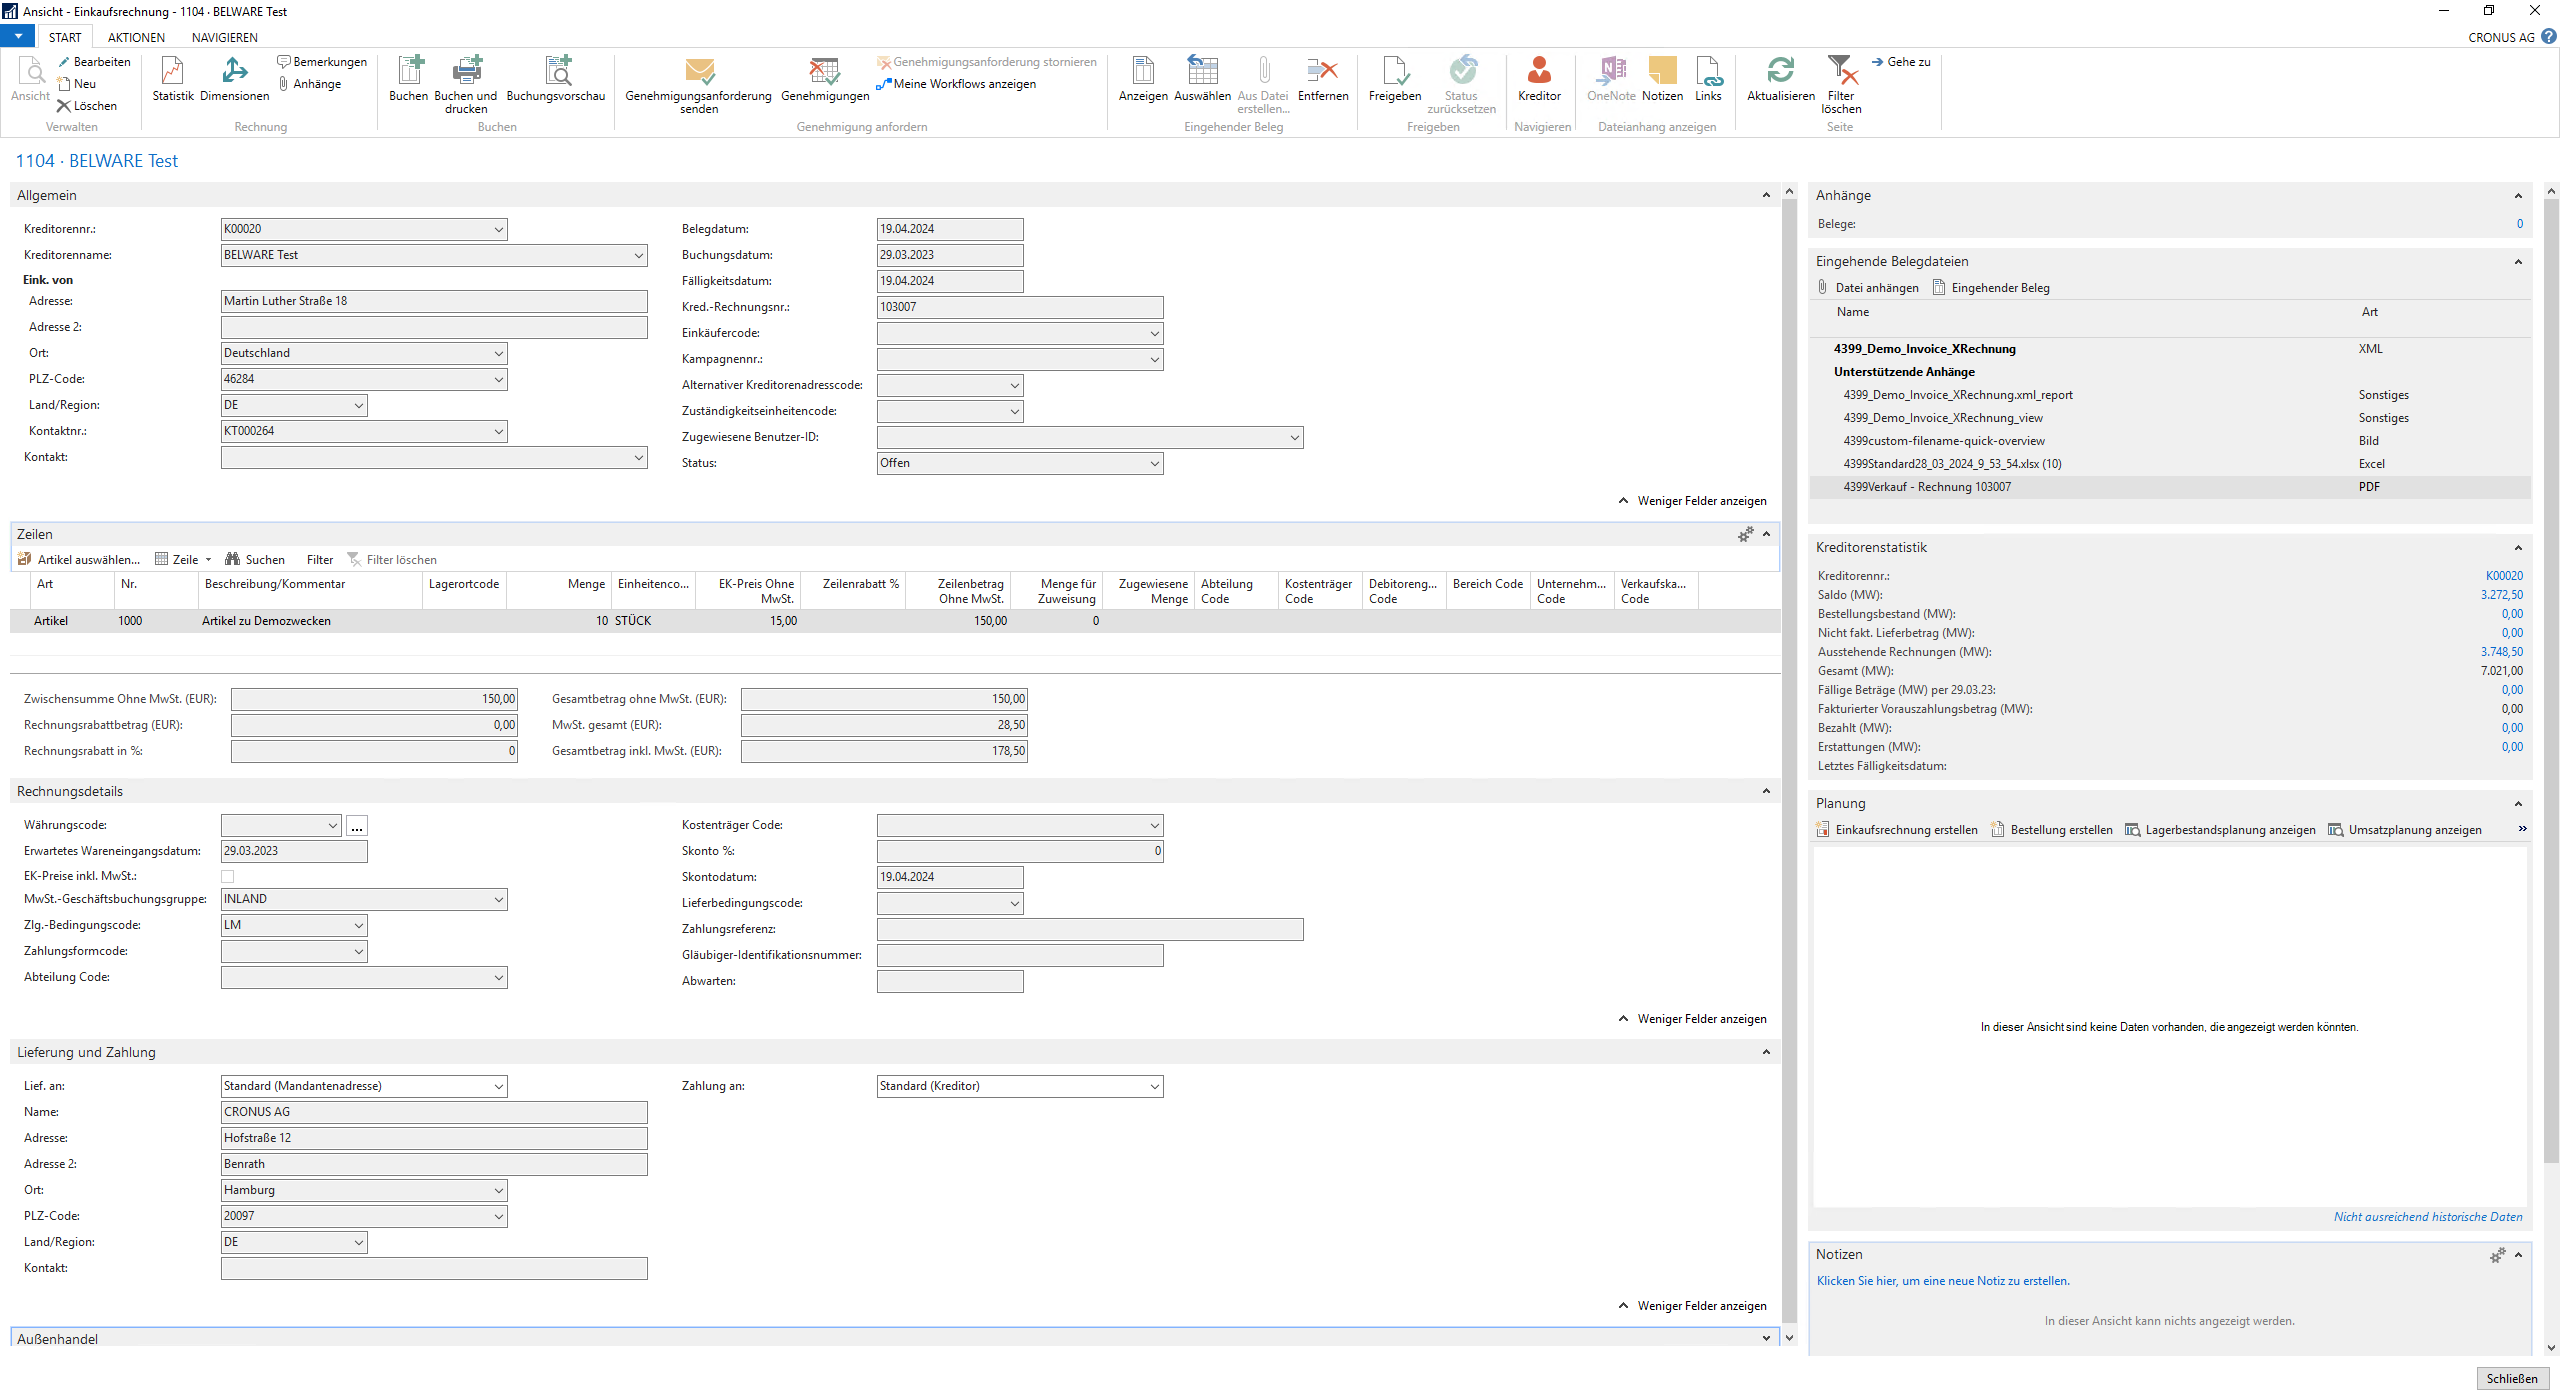 Ansicht - Einkaufsrechnung - 1104 · BELWARE Test
START AKTIONEN NAVIGIEREN
CRONUS AG
Ansicht
Bearbeiten
Neu
Löschen
Verwalten
Statistik
Dimensionen
Bemerkungen
Anhänge
Rechnung
Buchen
Buchen und drucken
Buchungsvorschau
Buchen
Genehmigungsanforderung senden
Genehmigungen
Genehmigungsanforderung stornieren
Meine Workflows anzeigen
Genehmigung anfordern
Anzeigen
Auswählen
Aus Datei erstellen...
Entfernen
Eingehender Beleg
Freigeben
Status zurücksetzen
Freigeben
Kreditor
Navigieren
OneNote
Notizen
Links
Dateianhang anzeigen
Aktualisieren
Filter löschen
Gehe zu
Seite
1104 · BELWARE Test
Allgemein
Kreditorennr.: K00020
Kreditorenname: BELWARE Test
Eink. von
Adresse: Martin Luther Straße 18
Adresse 2:
Ort: Deutschland
PLZ-Code: 46284
Land/Region: DE
Kontaktnr.: KT000264
Kontakt:
Belegdatum: 19.04.2024
Buchungsdatum: 29.03.2023
Fälligkeitsdatum: 19.04.2024
Kred.-Rechnungsnr.: 103007
Einkäufercode:
Kampagnennr.:
Alternativer Kreditorenadresscode:
Zuständigkeitseinheitencode:
Zugewiesene Benutzer-ID:
Status: Offen
Weniger Felder anzeigen
Zeilen
Artikel auswählen... Zeile Suchen Filter Filter löschen
Art Nr. Beschreibung/Kommentar Lagerortcode Menge Einheitenco... EK-Preis Ohne MwSt. Zeilenrabatt % Zeilenbetrag Ohne MwSt. Menge für Zuweisung Zugewiesene Menge Abteilung Code Kostenträger Code Debitoreng... Code Bereich Code Unternehm... Code Verkaufska... Code
Artikel 1000 Artikel zu Demozwecken 10 STÜCK 15,00 150,00 0
Zwischensumme Ohne MwSt. (EUR): 150,00
Rechnungsrabattbetrag (EUR): 0,00
Rechnungsrabatt in %: 0
Gesamtbetrag ohne MwSt. (EUR): 150,00
MwSt. gesamt (EUR): 28,50
Gesamtbetrag inkl. MwSt. (EUR): 178,50
Rechnungsdetails
Währungscode: ...
Erwartetes Wareneingangsdatum: 29.03.2023
EK-Preise inkl. MwSt.:
MwSt.-Geschäftsbuchungsgruppe: INLAND
Zlg.-Bedingungscode: LM
Zahlungsformcode:
Abteilung Code:
Kostenträger Code:
Skonto %: 0
Skontodatum: 19.04.2024
Lieferbedingungscode:
Zahlungsreferenz:
Gläubiger-Identifikationsnummer:
Abwarten:
Weniger Felder anzeigen
Lieferung und Zahlung
Lief. an: Standard (Mandantenadresse)
Name: CRONUS AG
Adresse: Hofstraße 12
Adresse 2: Benrath
Ort: Hamburg
PLZ-Code: 20097
Land/Region: DE
Kontakt:
Zahlung an: Standard (Kreditor)
Weniger Felder anzeigen
Außenhandel
Anhänge
Belege: 0
Eingehende Belegdateien
Datei anhängen Eingehender Beleg
Name Art
4399_Demo_Invoice_XRechnung XML
Unterstützende Anhänge
4399_Demo_Invoice_XRechnung.xml_report Sonstiges
4399_Demo_Invoice_XRechnung_view Sonstiges
4399custom-filename-quick-overview Bild
4399Standard28_03_2024_9_53_54.xlsx (10) Excel
4399Verkauf - Rechnung 103007 PDF
Kreditorenstatistik
Kreditorennr.: K00020
Saldo (MW): 3.272,50
Bestellungsbestand (MW): 0,00
Nicht fakt. Lieferbetrag (MW): 0,00
Ausstehende Rechnungen (MW): 3.748,50
Gesamt (MW): 7.021,00
Fällige Beträge (MW) per 29.03.23: 0,00
Fakturierter Vorauszahlungsbetrag (MW): 0,00
Bezahlt (MW): 0,00
Erstattungen (MW): 0,00
Letztes Fälligkeitsdatum:
Planung
Einkaufsrechnung erstellen Bestellung erstellen Lagerbestandsplanung anzeigen Umsatzplanung anzeigen »
In dieser Ansicht sind keine Daten vorhanden, die angezeigt werden könnten.
Nicht ausreichend historische Daten
Notizen
Klicken Sie hier, um eine neue Notiz zu erstellen.
In dieser Ansicht kann nichts angezeigt werden.
Schließen